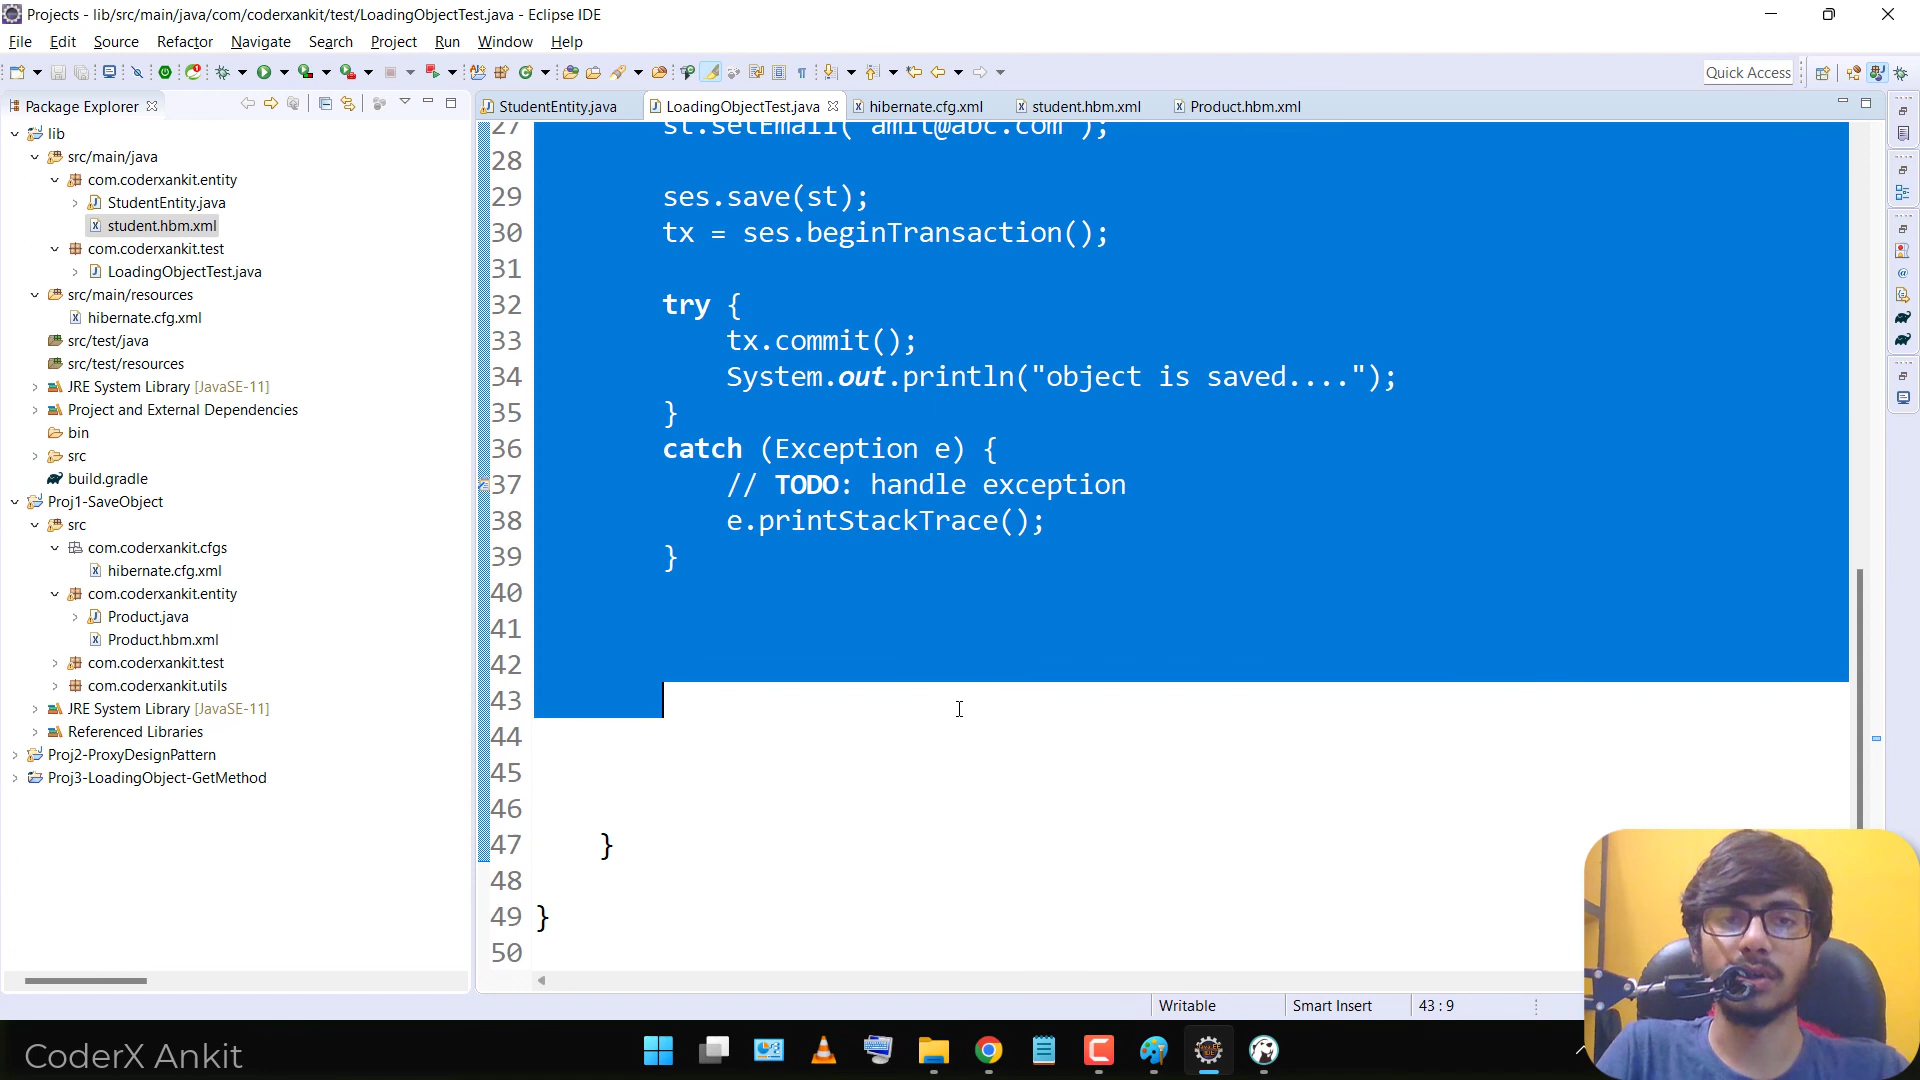 Projects - lib/src/main/java/com/coderxankit/test/LoadingObjectTest.java - Eclipse IDE
File Edit Source Refactor Navigate Search Project Run Window Help
Quick Access
Package Explorer
StudentEntity.java
LoadingObjectTest.java
hibernate.cfg.xml
student.hbm.xml
Product.hbm.xml
lib
src/main/java
com.coderxankit.entity
StudentEntity.java
student.hbm.xml
com.coderxankit.test
LoadingObjectTest.java
src/main/resources
hibernate.cfg.xml
src/test/java
src/test/resources
JRE System Library [JavaSE-11]
Project and External Dependencies
bin
src
build.gradle
Proj1-SaveObject
src
com.coderxankit.cfgs
hibernate.cfg.xml
com.coderxankit.entity
Product.java
Product.hbm.xml
com.coderxankit.test
com.coderxankit.utils
JRE System Library [JavaSE-11]
Referenced Libraries
Proj2-ProxyDesignPattern
Proj3-LoadingObject-GetMethod
27 st.setEmail("amit@abc.com");
28
29 ses.save(st);
30 tx = ses.beginTransaction();
31
32 try {
33 tx.commit();
34 System.out.println("object is saved....");
35 }
36 catch (Exception e) {
37 // TODO: handle exception
38 e.printStackTrace();
39 }
40
41
42
43
44
45
46
47 }
48
49 }
50
Writable Smart Insert 43 : 9
CoderX Ankit